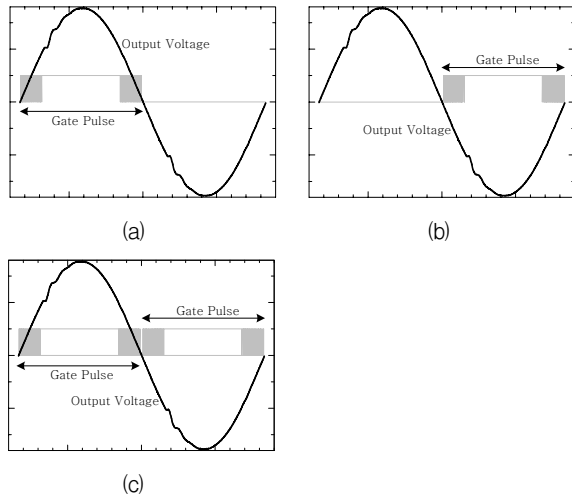 Output Voltage
Gate Pulse
(a)
Gate Pulse
Output Voltage
(b)
Gate Pulse
Gate Pulse
Output Voltage
(c)